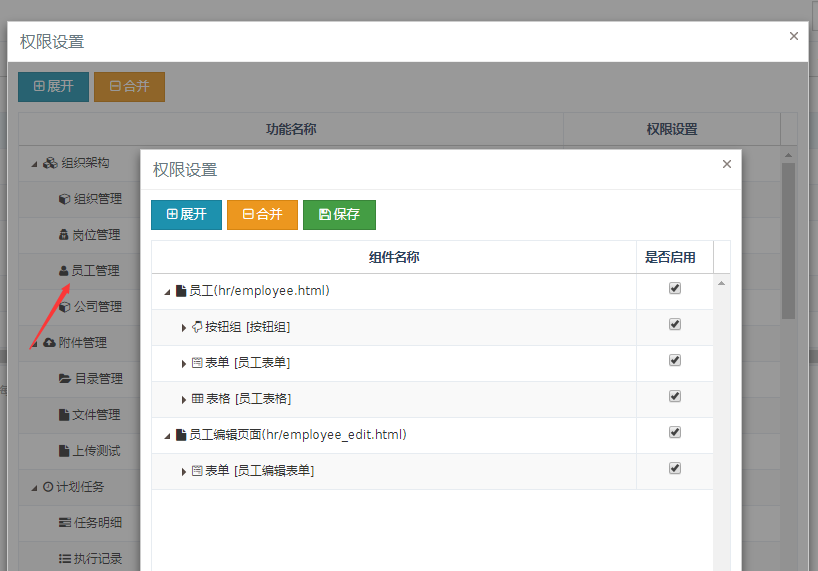 权限设置
展开 合并
功能名称 权限设置
组织架构
组织管理
岗位管理
员工管理
公司管理
附件管理
目录管理
文件管理
上传测试
计划任务
任务明细
执行记录
权限设置
展开 合并 保存
组件名称 是否启用
员工(hr/employee.html)
按钮组 [按钮组]
表单 [员工表单]
表格 [员工表格]
员工编辑页面(hr/employee_edit.html)
表单 [员工编辑表单]